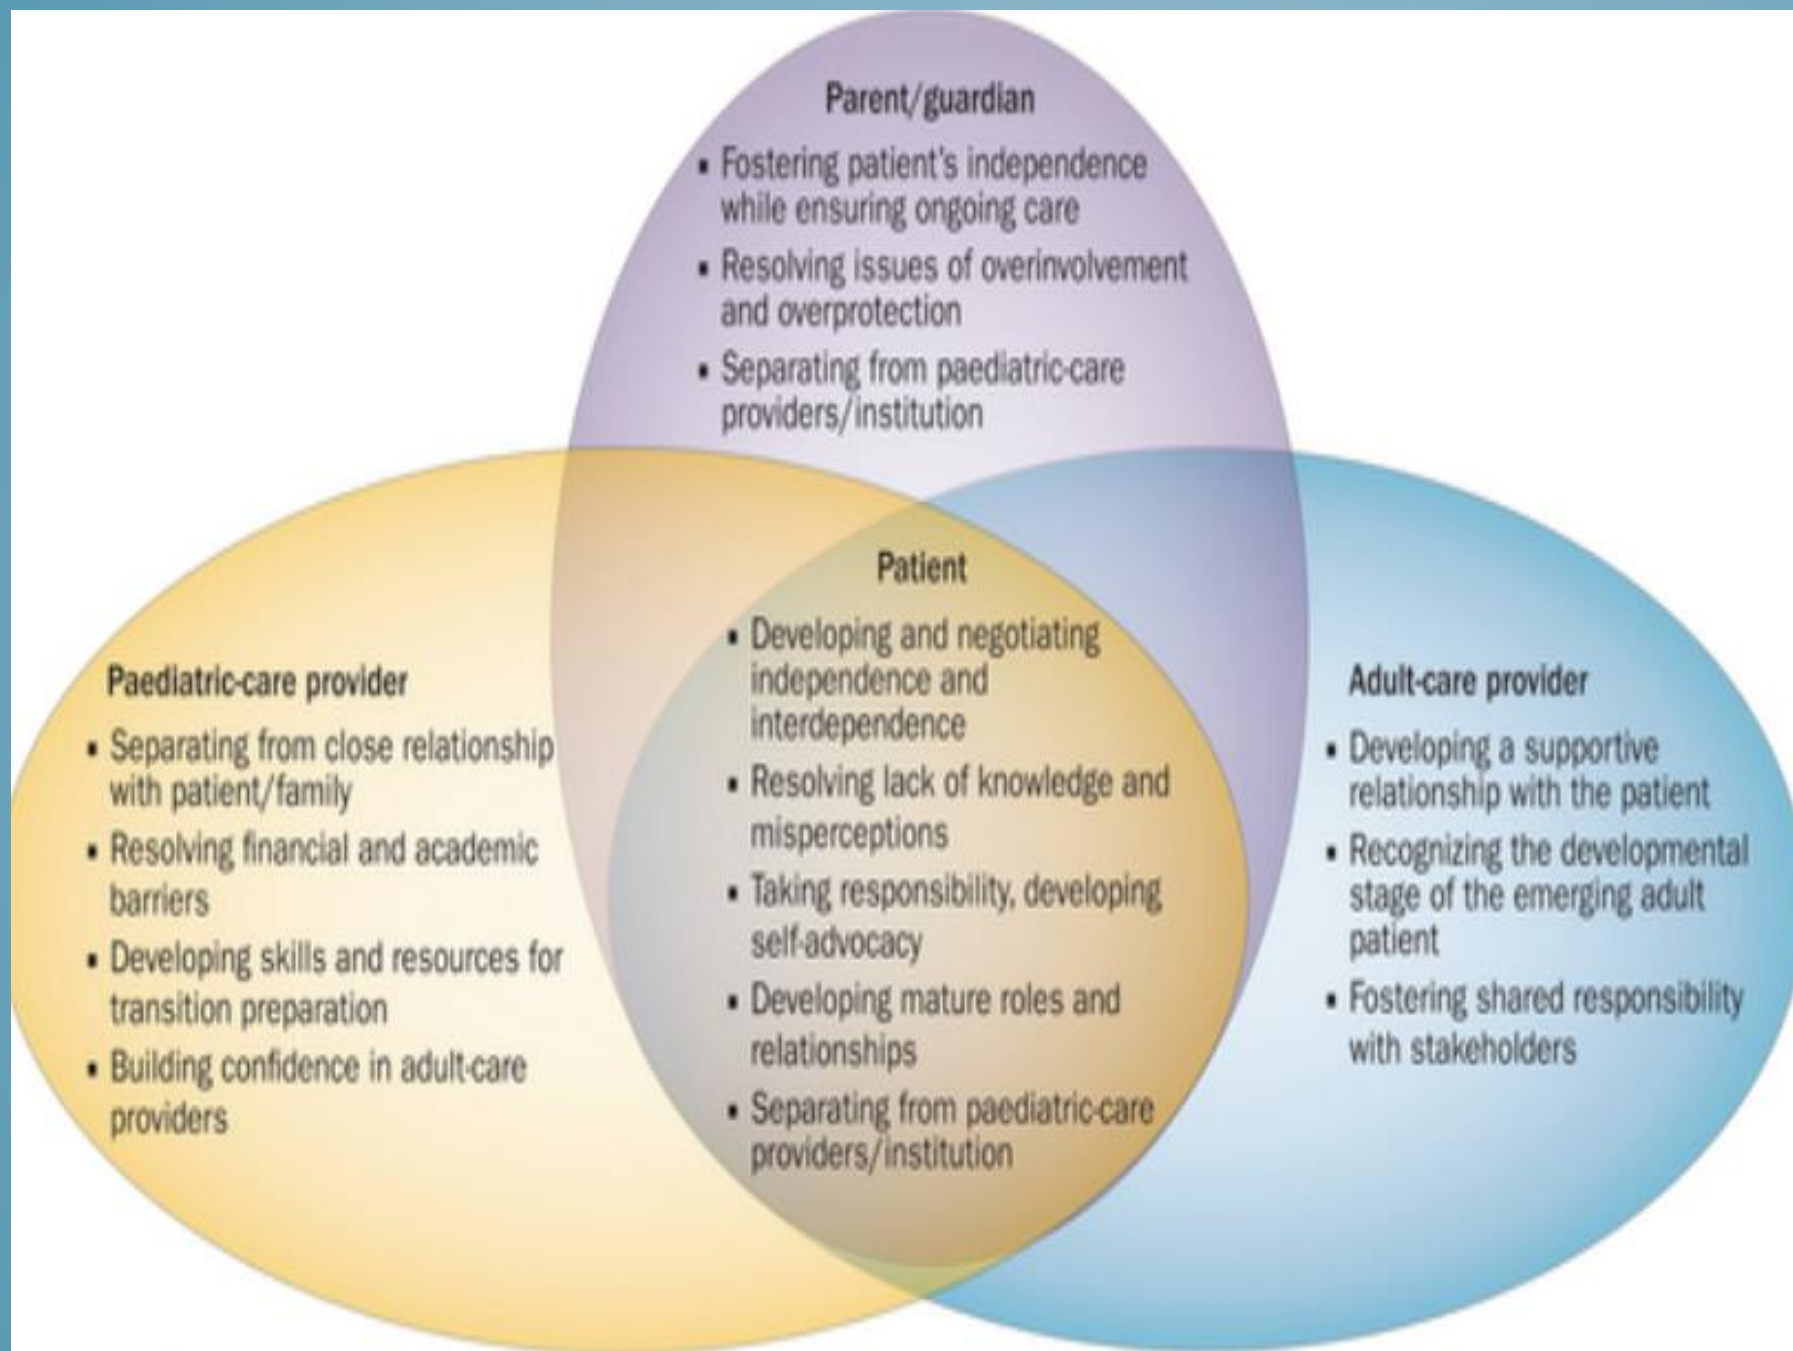 Parent/guardian
▪ Fostering patient's independence
while ensuring ongoing care
▪ Resolving issues of overinvolvement
and overprotection
▪ Separating from paediatric-care
providers/institution
Patient
▪ Developing and negotiating
independence and
interdependence
▪ Resolving lack of knowledge and
misperceptions
▪ Taking responsibility, developing
self-advocacy
▪ Developing mature roles and
relationships
▪ Separating from paediatric-care
providers/institution
Paediatric-care provider
▪ Separating from close relationship
with patient/family
▪ Resolving financial and academic
barriers
▪ Developing skills and resources for
transition preparation
▪ Building confidence in adult-care
providers
Adult-care provider
▪ Developing a supportive
relationship with the patient
▪ Recognizing the developmental
stage of the emerging adult
patient
▪ Fostering shared responsibility
with stakeholders